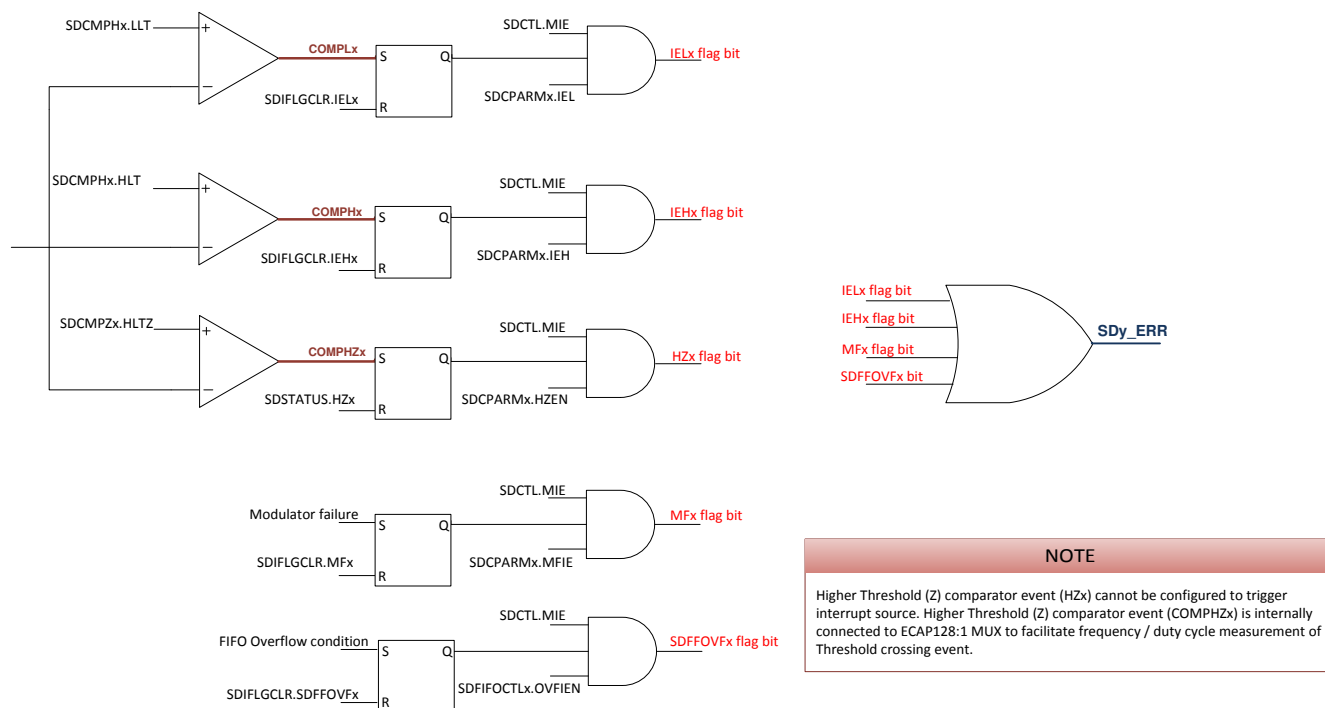 SDCMPHx.LLT
+
−
COMPLx
S
Q
SDIFLGCLR.IELx
R
SDCTL.MIE
SDCPARMx.IEL
IELx flag bit
SDCMPHx.HLT
+
−
COMPHx
S
Q
SDIFLGCLR.IEHx
R
SDCTL.MIE
SDCPARMx.IEH
IEHx flag bit
SDCMPZx.HLTZ
+
−
COMPHZx
S
Q
SDSTATUS.HZx
R
SDCTL.MIE
SDCPARMx.HZEN
HZx flag bit
Modulator failure
S
Q
SDIFLGCLR.MFx
R
SDCTL.MIE
SDCPARMx.MFIE
MFx flag bit
FIFO Overflow condition
S
Q
SDIFLGCLR.SDFFOVFx
R
SDCTL.MIE
SDFIFOCTLx.OVFIEN
SDFFOVFx flag bit
IELx flag bit
IEHx flag bit
MFx flag bit
SDFFOVFx bit
SDy_ERR
NOTE
Higher Threshold (Z) comparator event (HZx) cannot be configured to trigger
interrupt source. Higher Threshold (Z) comparator event (COMPHZx) is internally
connected to ECAP128:1 MUX to facilitate frequency / duty cycle measurement of
Threshold crossing event.